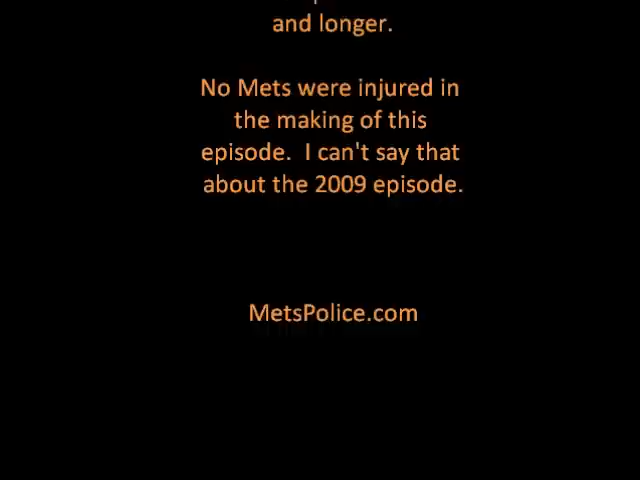 and longer.
No Mets were injured in
the making of this
episode.  I can't say that
about the 2009 episode.
MetsPolice.com